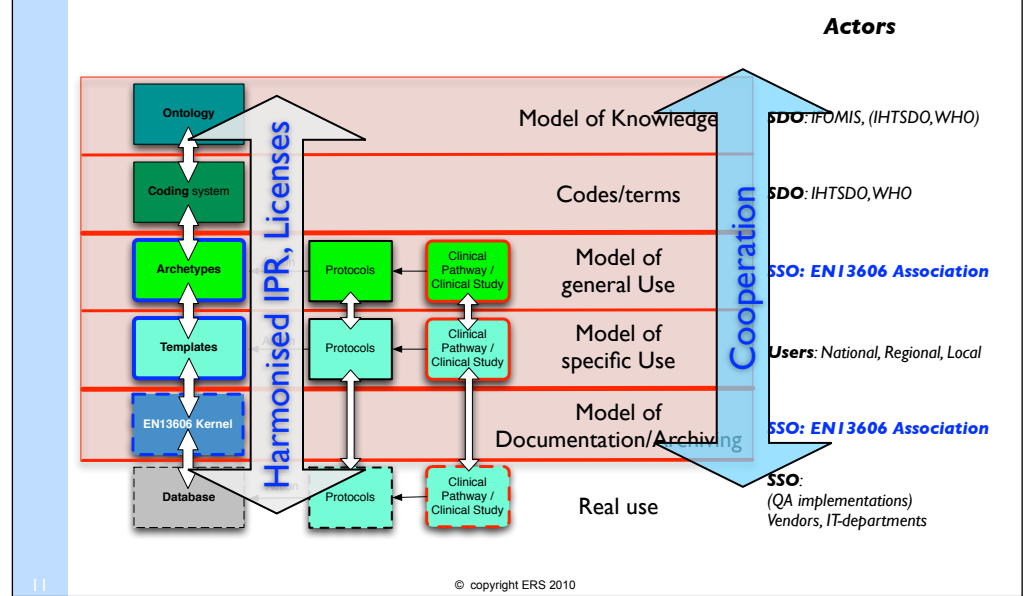 Actors
Ontology
Model of Knowledge
SDO: IFOMIS, (IHTSDO, WHO)
Coding system
Codes/terms
SDO: IHTSDO, WHO
Archetypes
Protocols
Clinical
Pathway /
Clinical Study
Model of
general Use
SSO: EN13606 Association
Templates
Protocols
Clinical
Pathway /
Clinical Study
Model of
specific Use
Users: National, Regional, Local
EN13606 Kernel
Model of
Documentation/Archiving
SSO: EN13606 Association
Database
Protocols
Clinical
Pathway /
Clinical Study
Real use
SSO:
(QA implementations)
Vendors, IT-departments
Harmonised IPR, Licenses
Cooperation
11
© copyright ERS 2010